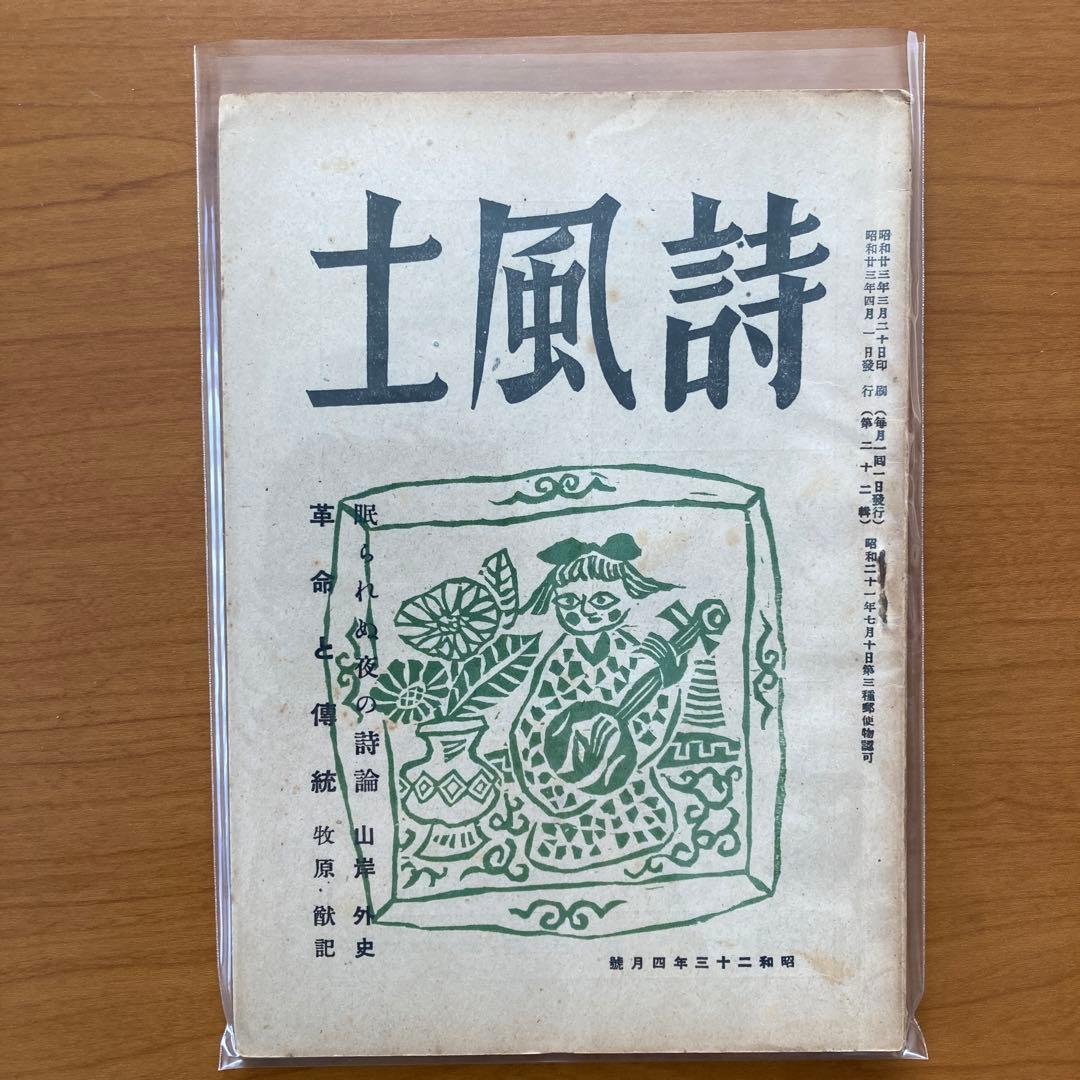 詩風土
昭和廿三年三月二十日印刷（每月一回一日發行）昭和二十一年七月十日第三種郵便物認可
昭和廿三年四月一日發行（第二十二輯）
眠られぬ夜の詩論 山岸外史
革命と傳統 牧原・猷記
昭和二十三年四月號